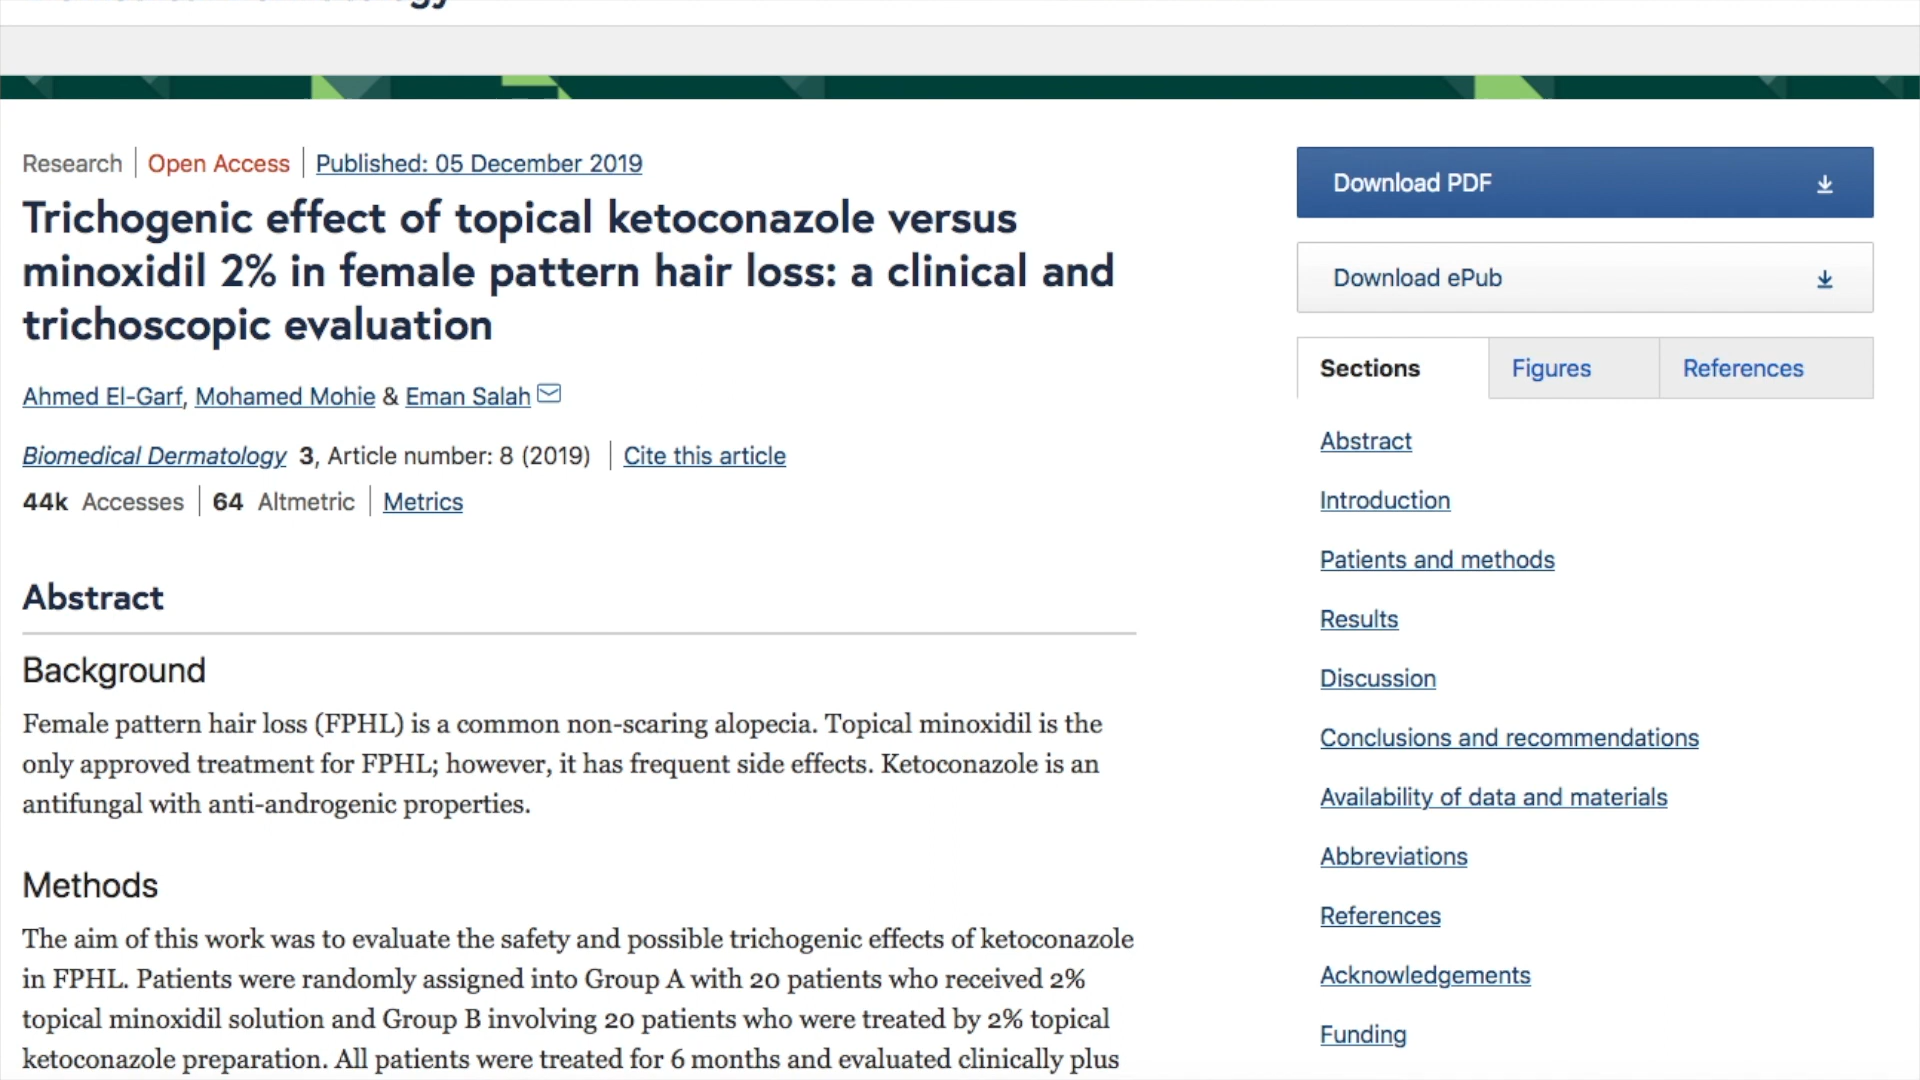 Research | Open Access | Published: 05 December 2019
Trichogenic effect of topical ketoconazole versus
minoxidil 2% in female pattern hair loss: a clinical and
trichoscopic evaluation
Ahmed El-Garf, Mohamed Mohie & Eman Salah
Biomedical Dermatology 3, Article number: 8 (2019) | Cite this article
44k Accesses | 64 Altmetric | Metrics
Abstract
Background
Female pattern hair loss (FPHL) is a common non-scaring alopecia. Topical minoxidil is the
only approved treatment for FPHL; however, it has frequent side effects. Ketoconazole is an
antifungal with anti-androgenic properties.
Methods
The aim of this work was to evaluate the safety and possible trichogenic effects of ketoconazole
in FPHL. Patients were randomly assigned into Group A with 20 patients who received 2%
topical minoxidil solution and Group B involving 20 patients who were treated by 2% topical
ketoconazole preparation. All patients were treated for 6 months and evaluated clinically plus
Download PDF
Download ePub
Sections Figures References
Abstract
Introduction
Patients and methods
Results
Discussion
Conclusions and recommendations
Availability of data and materials
Abbreviations
References
Acknowledgements
Funding